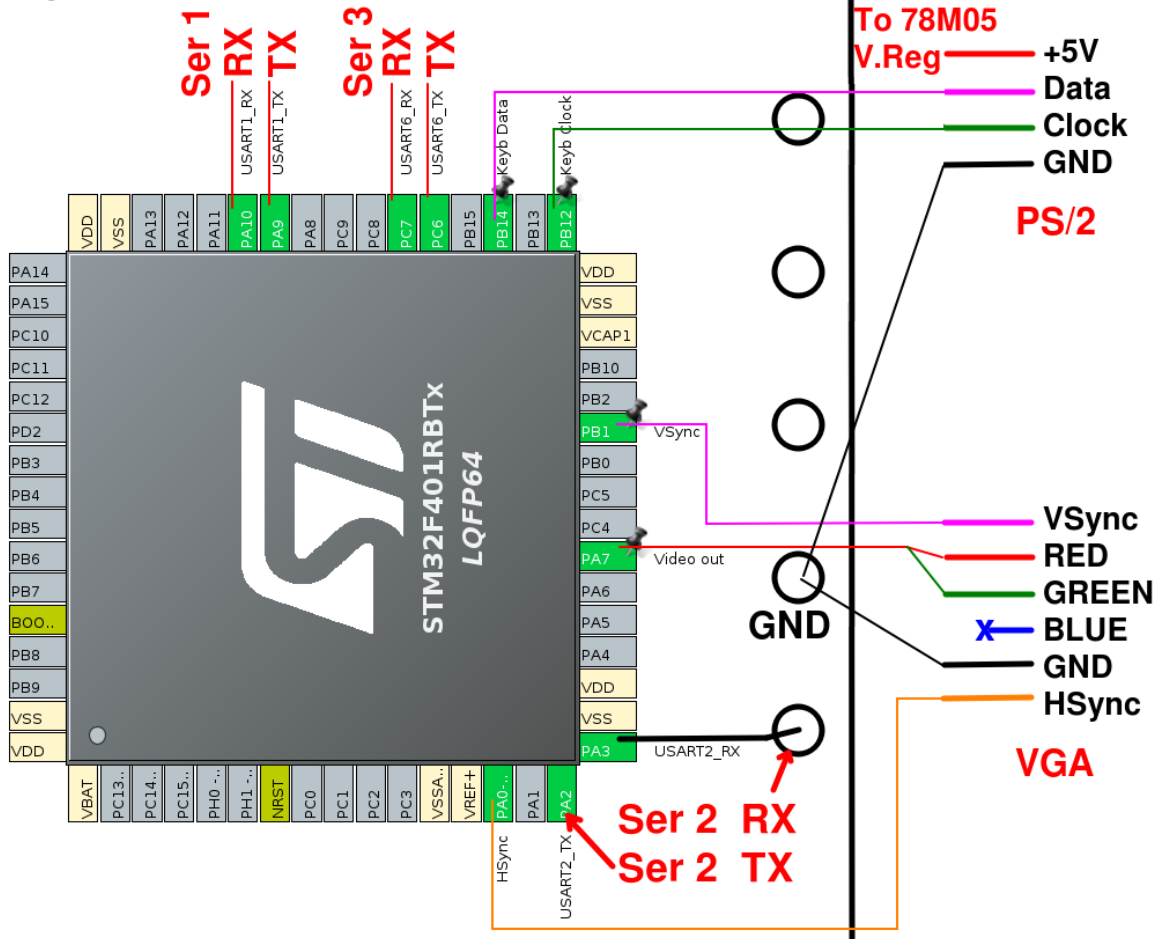 To 78M05
V.Reg
+5V
Data
Clock
GND
PS/2
Ser 1
RX
TX
Ser 3
RX
TX
USART1_RX
USART1_TX
USART6_RX
USART6_TX
Keyb Data
Keyb Clock
VDD
VSS
PA13
PA12
PA11
PA10
PA9
PA8
PC9
PC8
PC7
PC6
PB15
PB14
PB13
PB12
PA14
PA15
PC10
PC11
PC12
PD2
PB3
PB4
PB5
PB6
PB7
BOO..
PB8
PB9
VSS
VDD
STM32F401RBTx
LQFP64
VDD
VSS
VCAP1
PB10
PB2
PB1
PB0
PC5
PC4
PA7
PA6
PA5
PA4
VDD
VSS
PA3
VSync
Video out
USART2_RX
GND
VSync
RED
GREEN
X
BLUE
GND
HSync
VGA
VBAT
PC13..
PC14..
PC15..
PH0 -..
PH1 -..
NRST
PC0
PC1
PC2
PC3
VSSA..
VREF+
PA0-..
PA1
PA2
HSync
USART2_TX
Ser 2 RX
Ser 2 TX